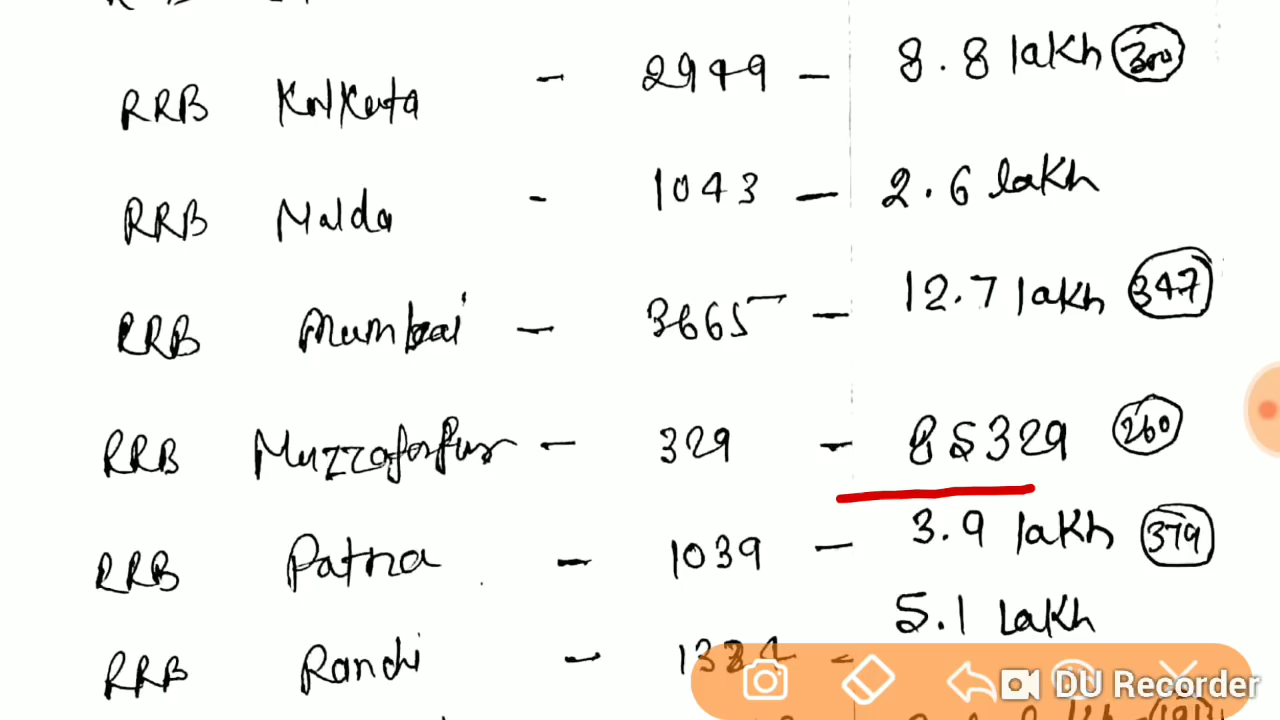 RRB Kolkata - 2949 - 8.8 lakh 300
RRB Malda - 1043 - 2.6 lakh
RRB Mumbai - 3665 - 12.7 lakh 347
RRB Muzzafarfur - 329 - 85329 260
RRB Patna - 1039 - 3.9 lakh 379
RRB Ranchi - - 5.1 Lakh
DU Recorder